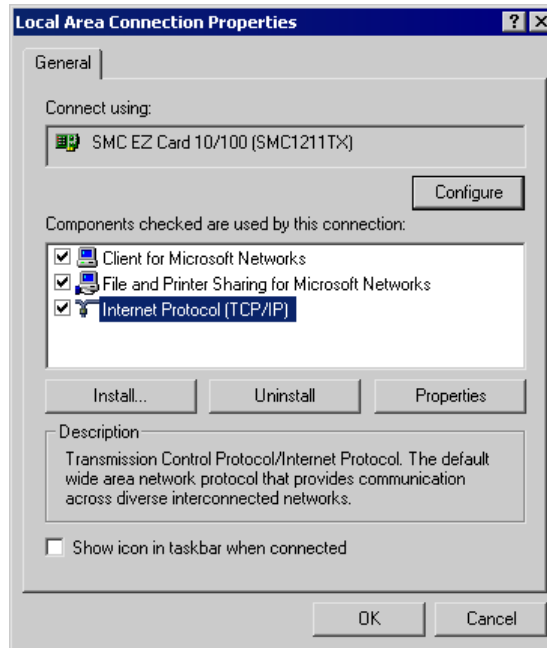 Local Area Connection Properties
General
Connect using:
SMC EZ Card 10/100 (SMC1211TX)
Configure
Components checked are used by this connection:
Client for Microsoft Networks
File and Printer Sharing for Microsoft Networks
Internet Protocol (TCP/IP)
Install... Uninstall Properties
Description
Transmission Control Protocol/Internet Protocol. The default
wide area network protocol that provides communication
across diverse interconnected networks.
Show icon in taskbar when connected
OK Cancel